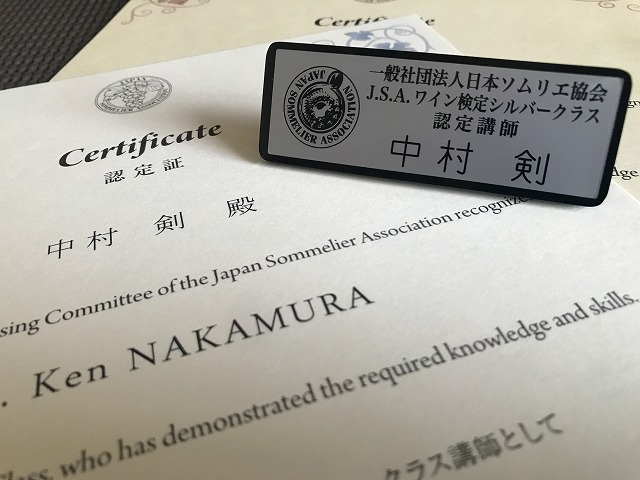 Certificate
JAPAN SOMMELIER ASSOCIATION
一般社団法人日本ソムリエ協会
J.S.A. ワイン検定シルバークラス
認定講師
中村 剣
Certificate
認定証
中村 剣 殿
sing Committee of the Japan Sommelier Association recogniz
. Ken NAKAMURA
lass, who has demonstrated the required knowledge and skills.
クラス講師として